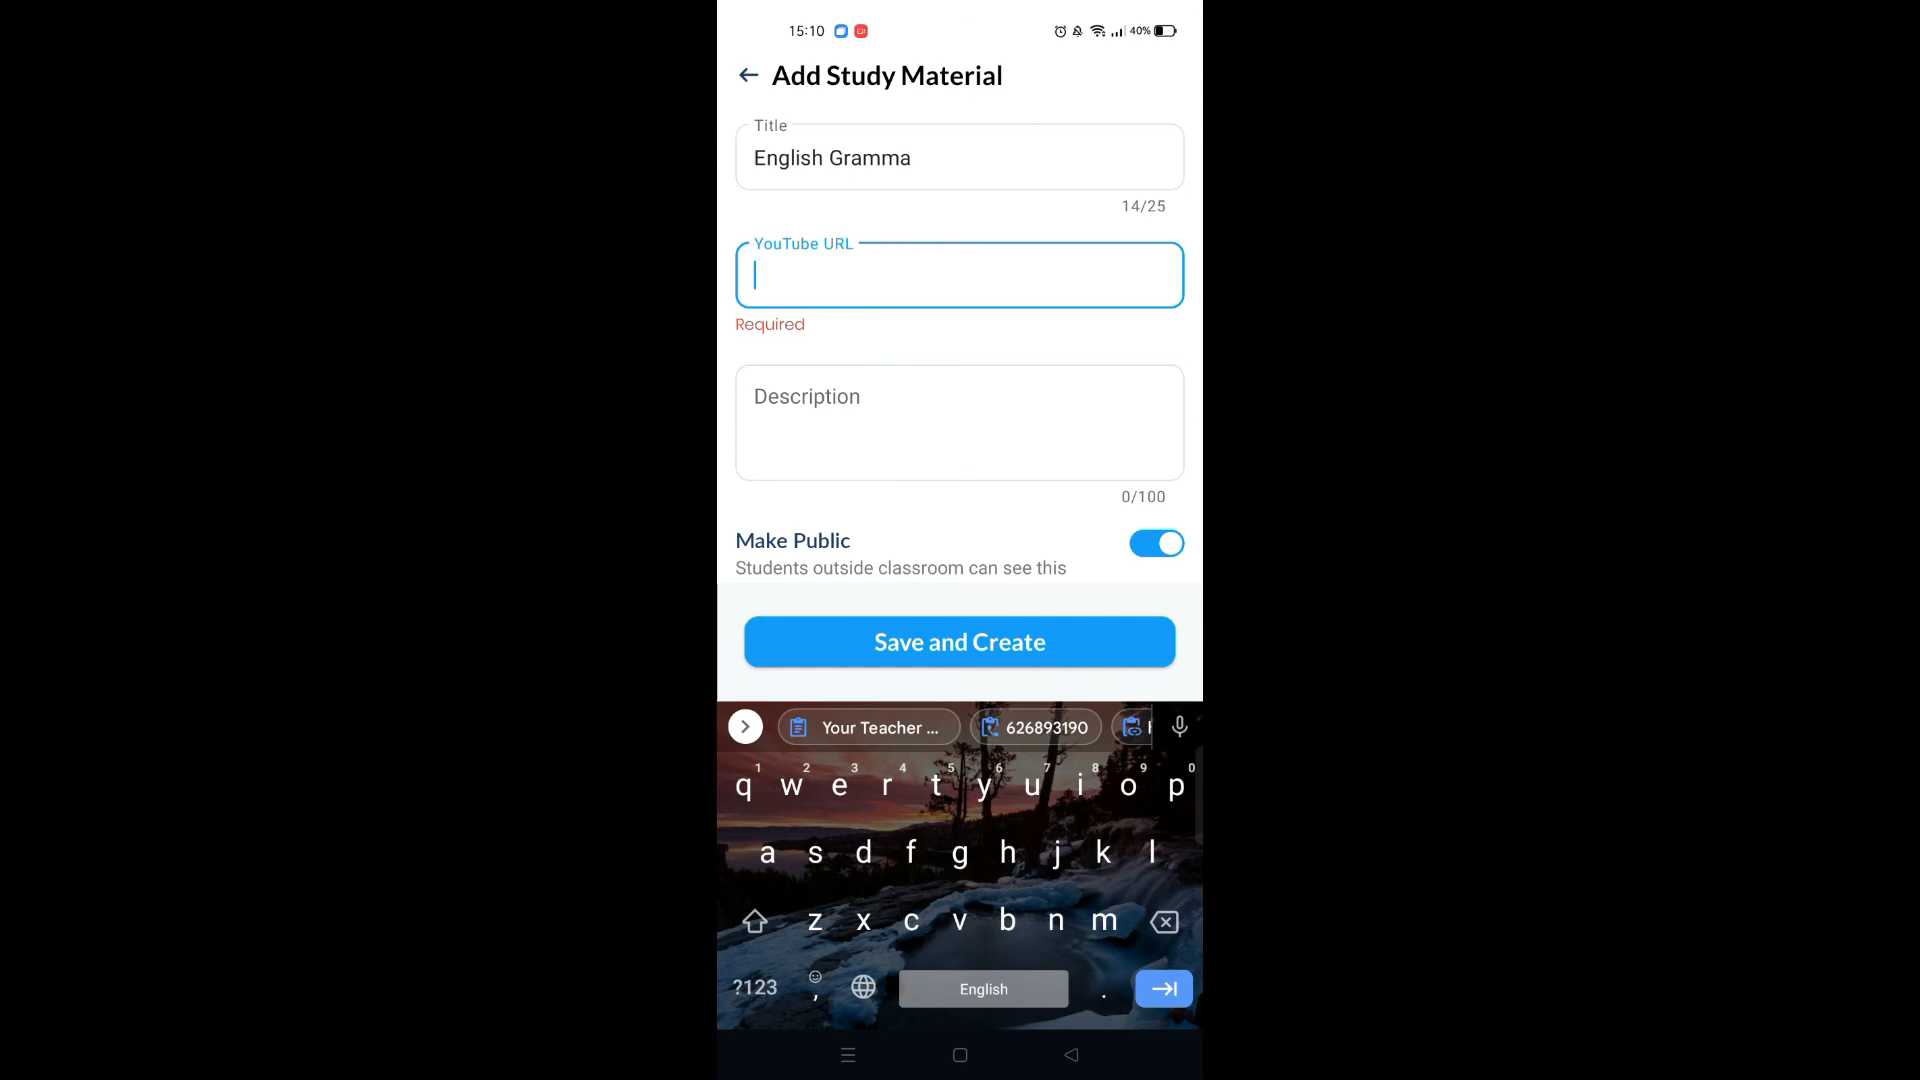 15:10 40%
Add Study Material
Title
English Gramma
14/25
YouTube URL
Required
Description
0/100
Make Public
Students outside classroom can see this
Save and Create
Your Teacher ... 626893190
1 2 3 4 5 6 7 8 9 0
q w e r t y u i o p
a s d f g h j k l
z x c v b n m
?123 , English .